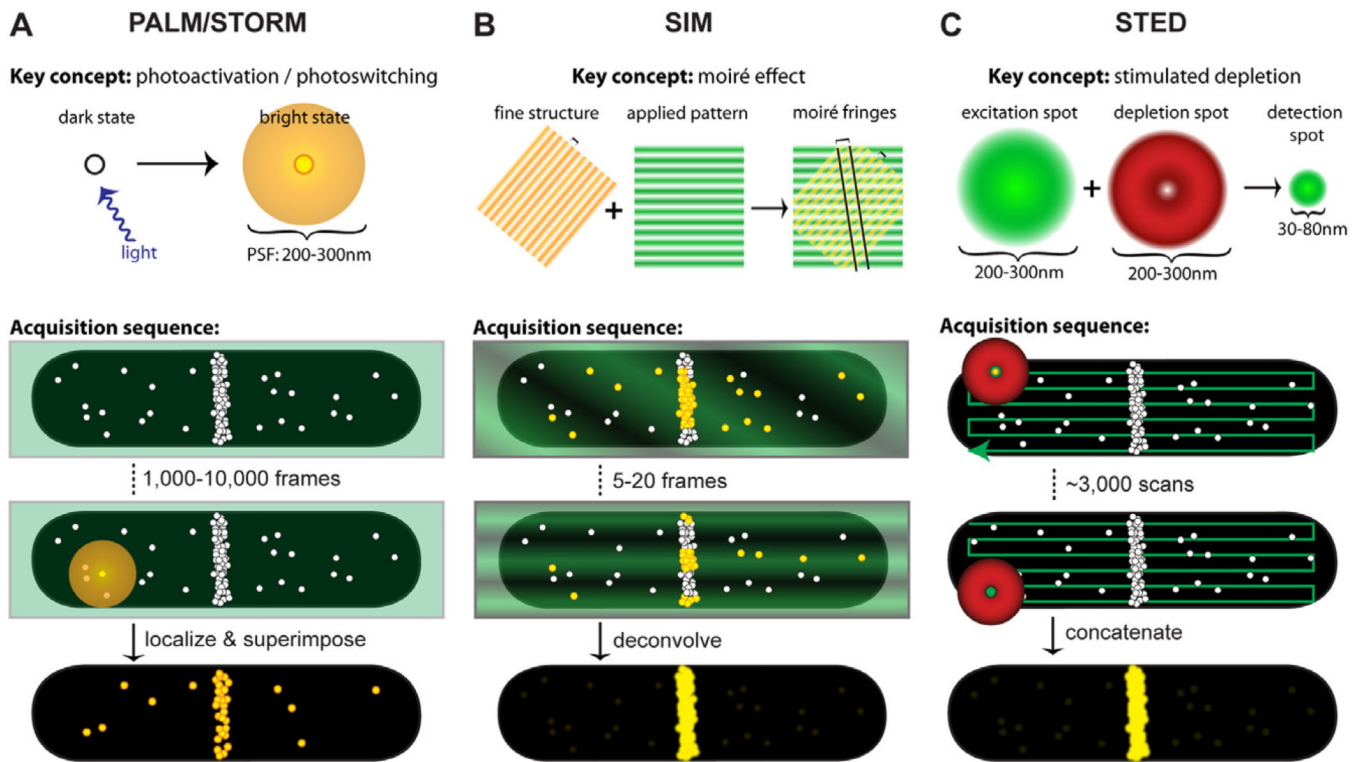 A PALM/STORM
Key concept: photoactivation / photoswitching
dark state
bright state
light
PSF: 200-300nm
Acquisition sequence:
1,000-10,000 frames
localize & superimpose
B SIM
Key concept: moiré effect
fine structure
applied pattern
moiré fringes
+
Acquisition sequence:
5-20 frames
deconvolve
C STED
Key concept: stimulated depletion
excitation spot
depletion spot
detection
spot
+
30-80nm
200-300nm
200-300nm
Acquisition sequence:
~3,000 scans
concatenate